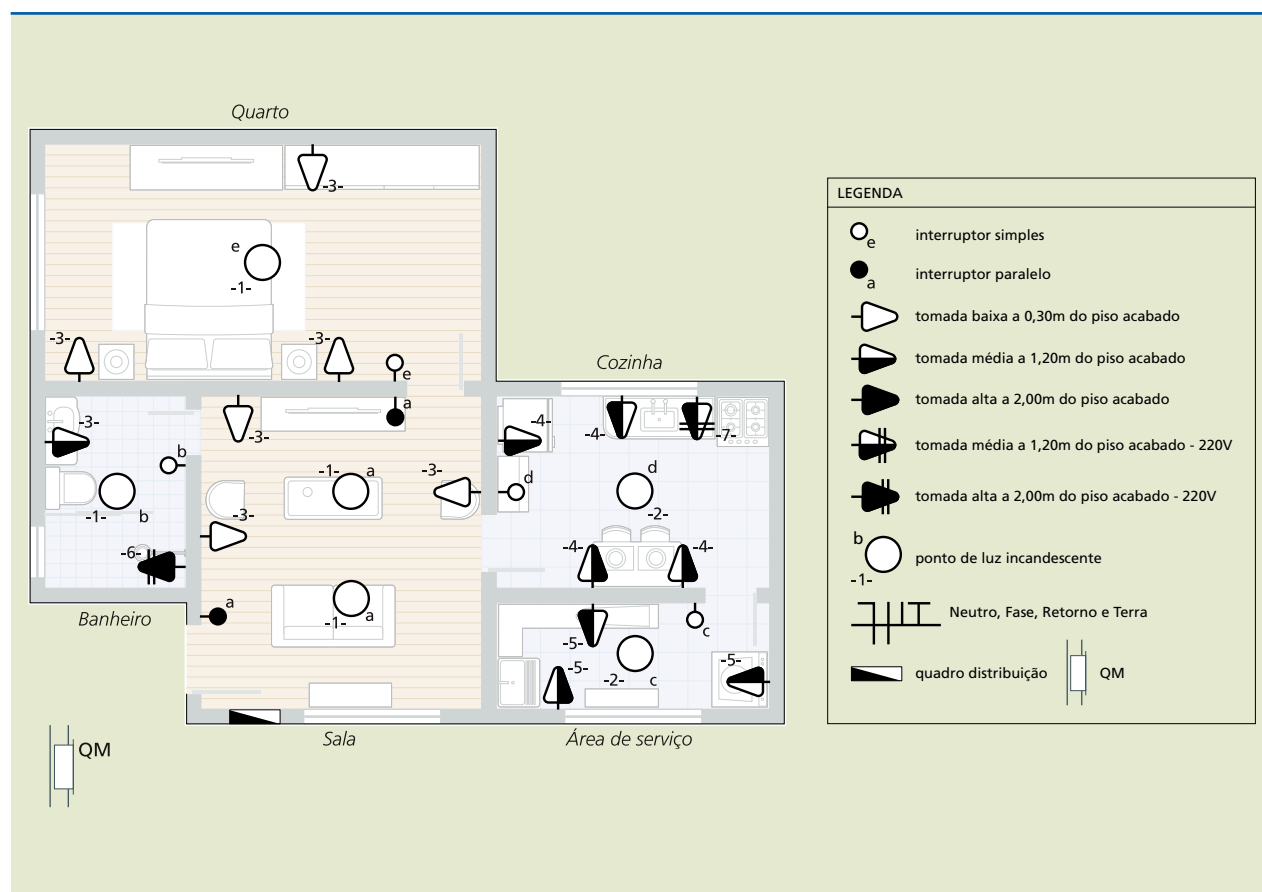 Quarto
-3-
e
-1-
-3-
-3-
e
a
Cozinha
-3-
-3-
-4-
-4-
-7-
b
-1-
a
-3-
d
d
-1-
b
-3-
-2-
-6-
-4-
-4-
a
-1-
a
Banheiro
c
-5-
-5-
-2-
c
-5-
Sala
Área de serviço
QM
LEGENDA
e
interruptor simples
a
interruptor paralelo
tomada baixa a 0,30m do piso acabado
tomada média a 1,20m do piso acabado
tomada alta a 2,00m do piso acabado
tomada média a 1,20m do piso acabado - 220V
tomada alta a 2,00m do piso acabado - 220V
b
-1-
ponto de luz incandescente
Neutro, Fase, Retorno e Terra
quadro distribuição
QM